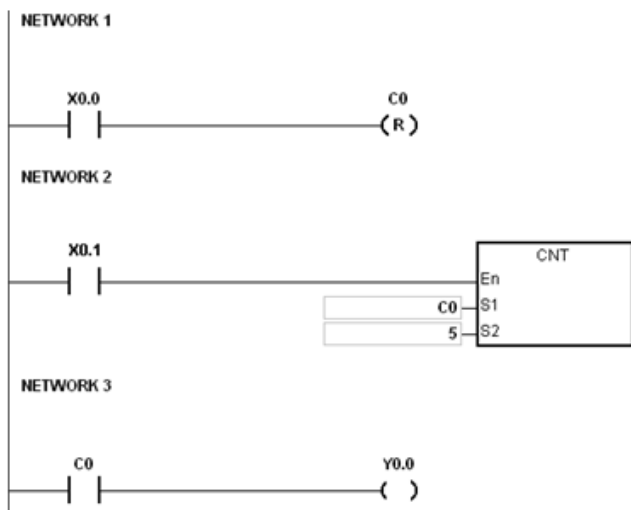 NETWORK 1
X0.0 C0
( R )
NETWORK 2
X0.1
CNT
En
C0 S1
5 S2
NETWORK 3
C0 Y0.0
( )